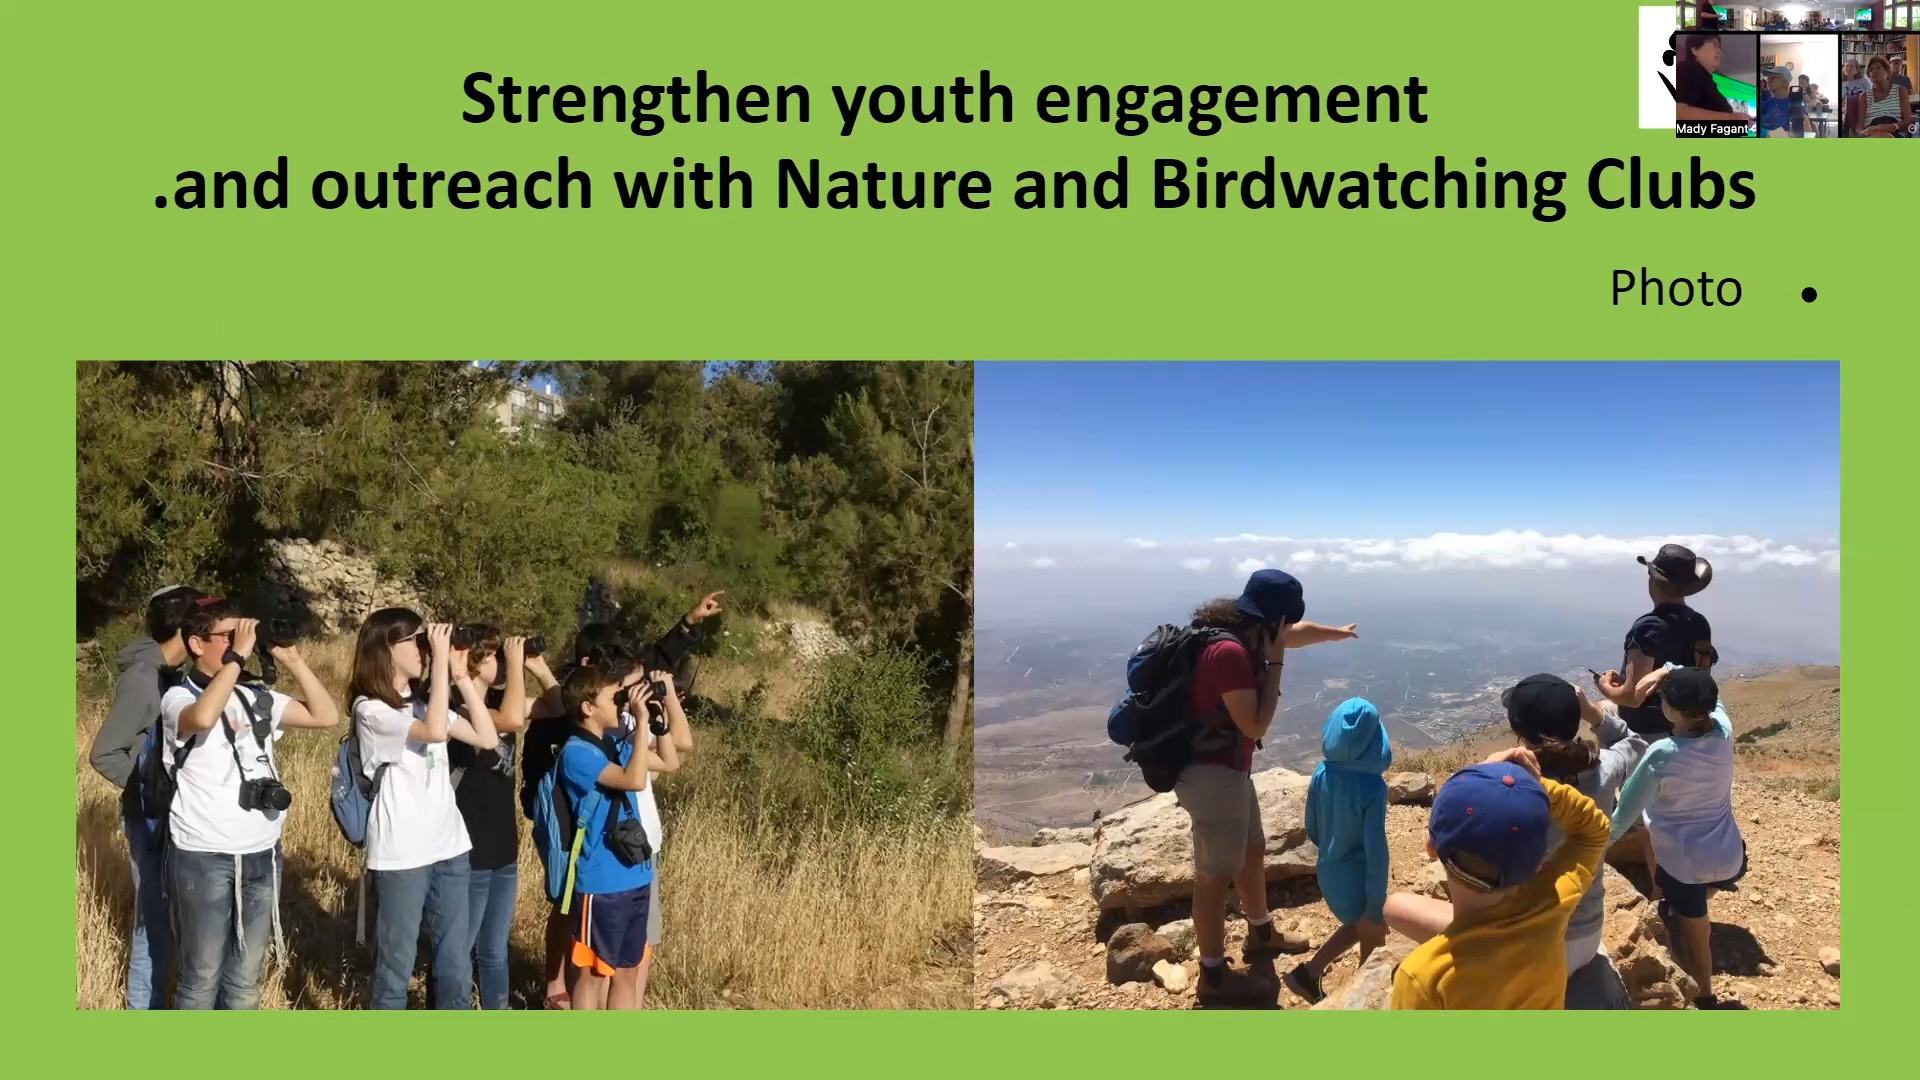 Strengthen youth engagement
.and outreach with Nature and Birdwatching Clubs
Photo •
Mady Fagant